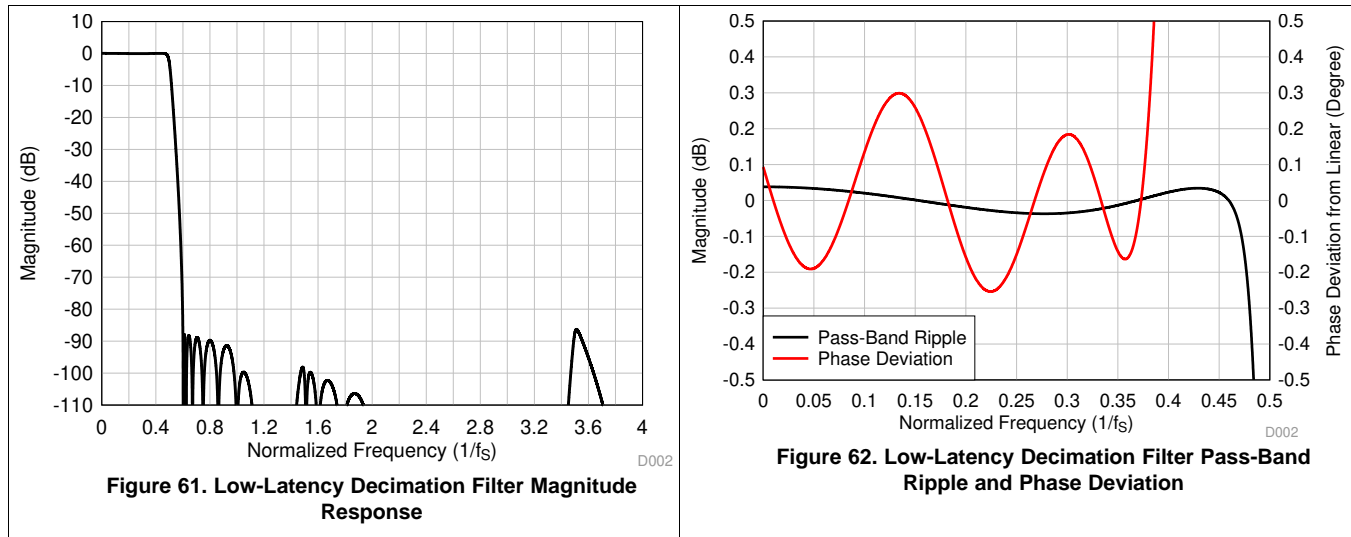 10
0
-10
-20
-30
-40
-50
-60
-70
-80
-90
-100
-110
Magnitude (dB)
0 0.4 0.8 1.2 1.6 2 2.4 2.8 3.2 3.6 4
Normalized Frequency (1/fS)
D002
Figure 61. Low-Latency Decimation Filter Magnitude
Response
0.5
0.4
0.3
0.2
0.1
0
-0.1
-0.2
-0.3
-0.4
-0.5
Magnitude (dB)
Pass-Band Ripple
Phase Deviation
0.5
0.4
0.3
0.2
0.1
0
-0.1
-0.2
-0.3
-0.4
-0.5
Phase Deviation from Linear (Degree)
0 0.05 0.1 0.15 0.2 0.25 0.3 0.35 0.4 0.45 0.5
Normalized Frequency (1/fS)
D002
Figure 62. Low-Latency Decimation Filter Pass-Band
Ripple and Phase Deviation